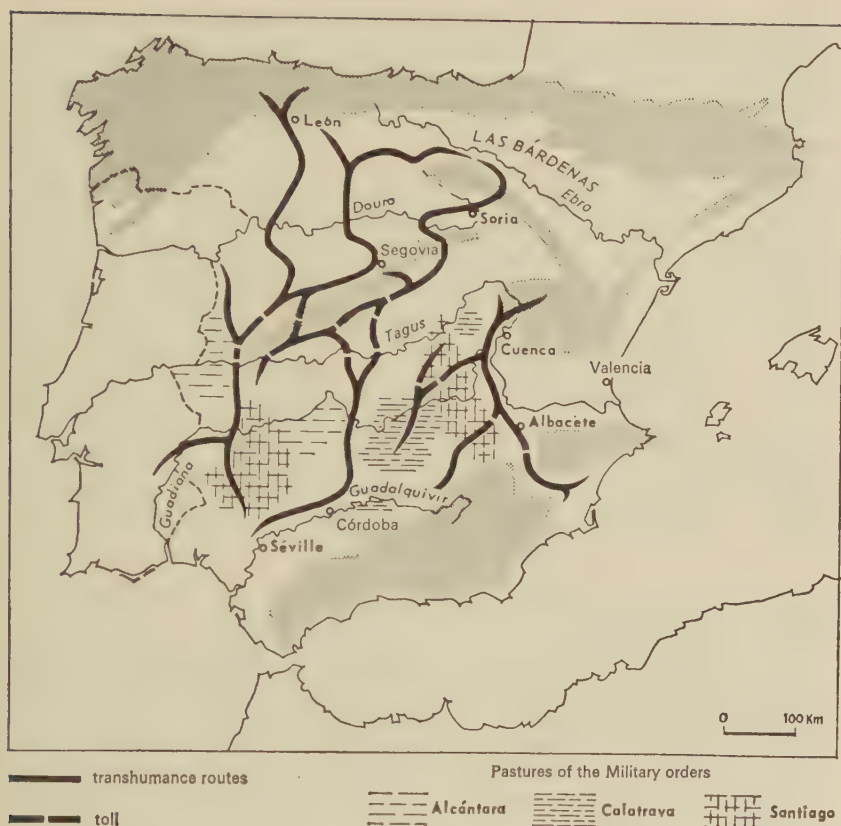 León
LAS BÁRDENAS
Ebro
Douro
Soria
Segovia
Tagus
Cuenca
Valencia
Albacete
Guadiana
Guadalquivir
Córdoba
Séville
0 100 Km
transhumance routes
toll
Pastures of the Military orders
Alcántara
Calatrava
Santiago